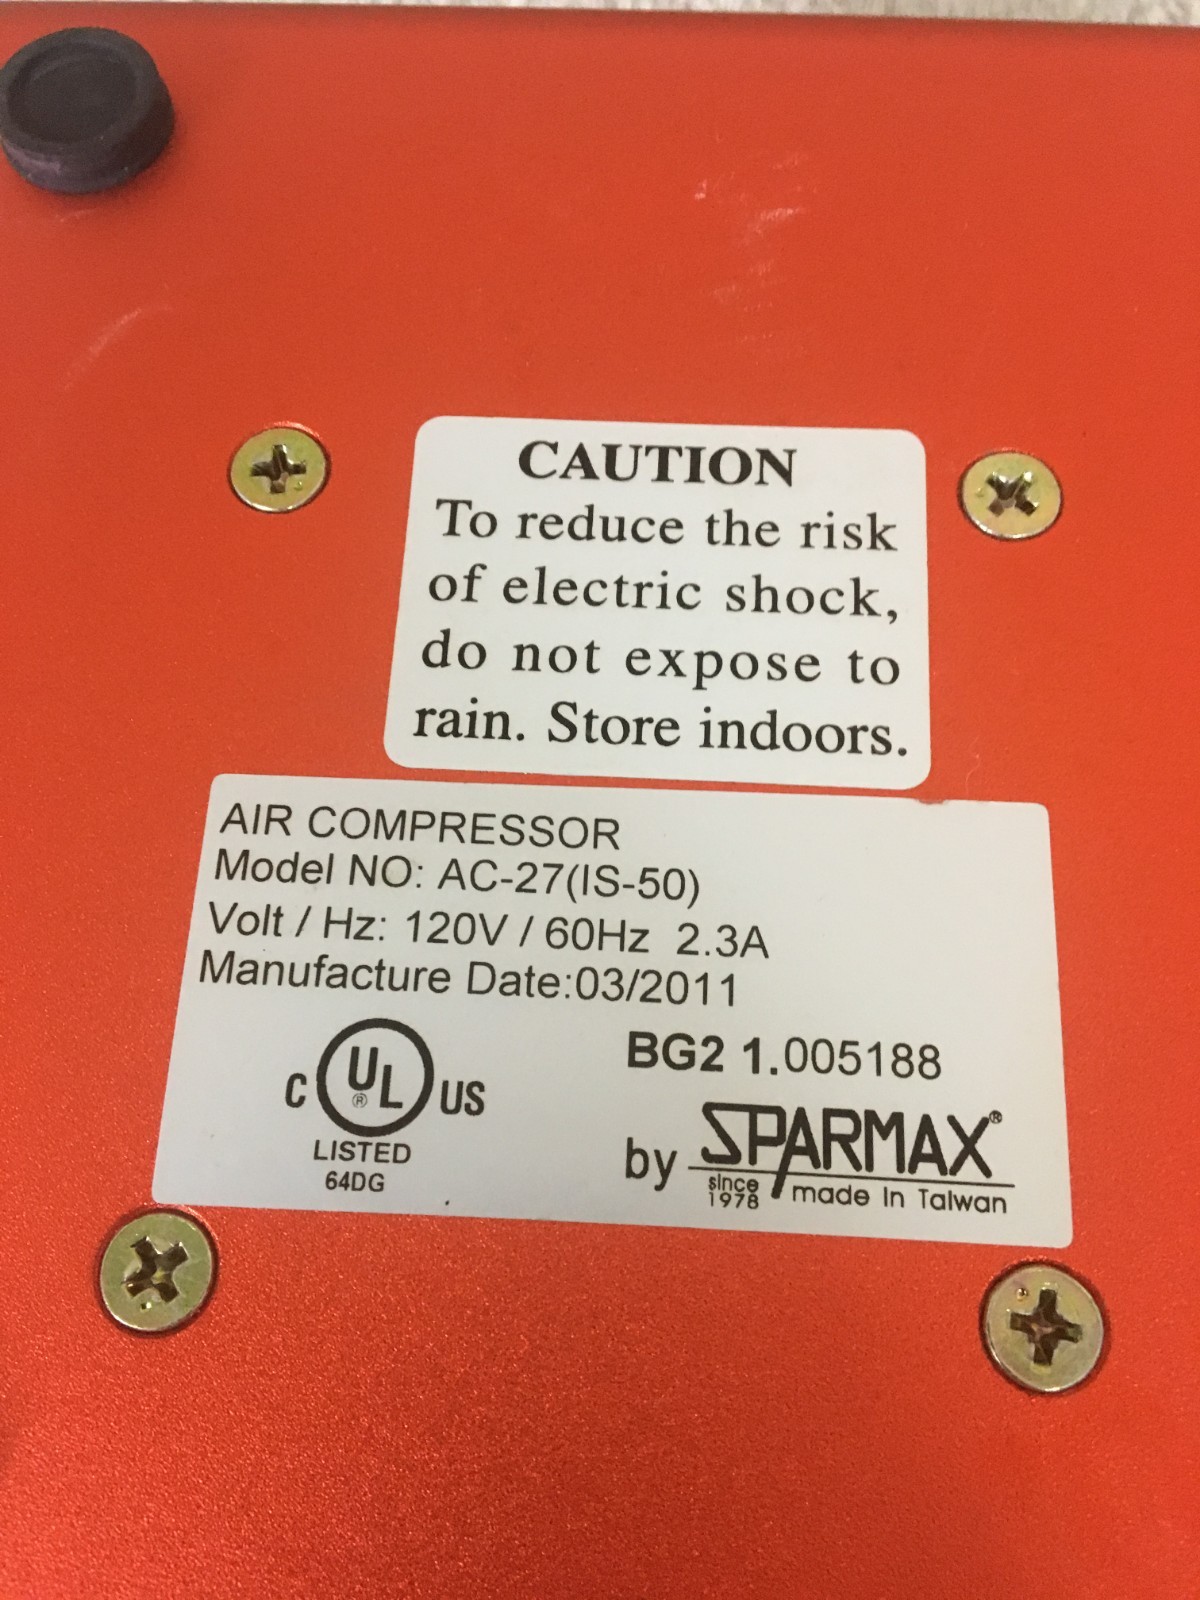 CAUTION
To reduce the risk
of electric shock,
do not expose to
rain. Store indoors.
AIR COMPRESSOR
Model NO: AC-27(IS-50)
Volt / Hz: 120V / 60Hz 2.3A
Manufacture Date:03/2011
BG2 1.005188
C UL® US
LISTED
64DG
by SPARMAX®
since 1978
made In Taiwan